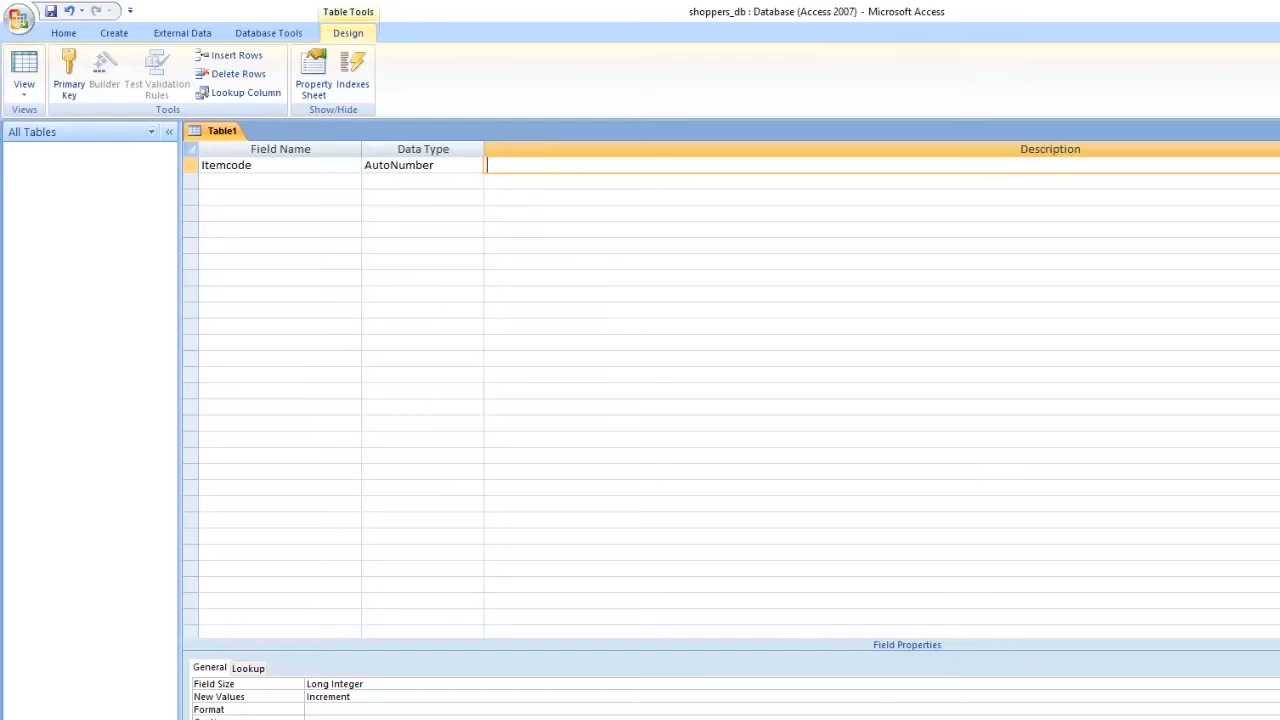 Table Tools
shoppers_db : Database (Access 2007) - Microsoft Access
Home Create External Data Database Tools Design
View
Primary Key
Builder
Test Validation Rules
Insert Rows
Delete Rows
Lookup Column
Property Sheet
Indexes
Views Tools Show/Hide
All Tables «
Table1
Field Name Data Type Description
Itemcode AutoNumber
Field Properties
General Lookup
Field Size Long Integer
New Values Increment
Format